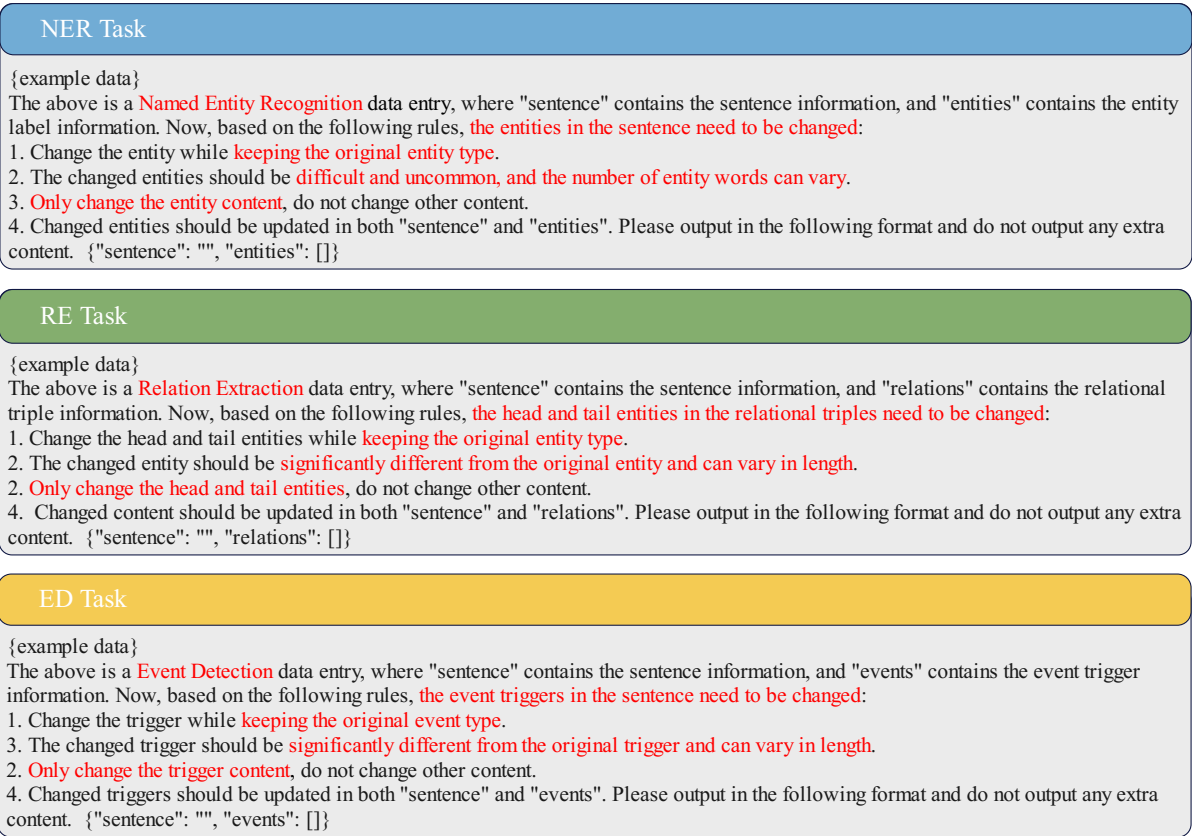 NER Task
{example data}
The above is a Named Entity Recognition data entry, where "sentence" contains the sentence information, and "entities" contains the entity
label information. Now, based on the following rules, the entities in the sentence need to be changed:
1. Change the entity while keeping the original entity type.
2. The changed entities should be difficult and uncommon, and the number of entity words can vary.
3. Only change the entity content, do not change other content.
4. Changed entities should be updated in both "sentence" and "entities". Please output in the following format and do not output any extra
content.  {"sentence": "", "entities": []}
RE Task
{example data}
The above is a Relation Extraction data entry, where "sentence" contains the sentence information, and "relations" contains the relational
triple information. Now, based on the following rules, the head and tail entities in the relational triples need to be changed:
1. Change the head and tail entities while keeping the original entity type.
2. The changed entity should be significantly different from the original entity and can vary in length.
2. Only change the head and tail entities, do not change other content.
4.  Changed content should be updated in both "sentence" and "relations". Please output in the following format and do not output any extra
content.  {"sentence": "", "relations": []}
ED Task
{example data}
The above is a Event Detection data entry, where "sentence" contains the sentence information, and "events" contains the event trigger
information. Now, based on the following rules, the event triggers in the sentence need to be changed:
1. Change the trigger while keeping the original event type.
3. The changed trigger should be significantly different from the original trigger and can vary in length.
2. Only change the trigger content, do not change other content.
4. Changed triggers should be updated in both "sentence" and "events". Please output in the following format and do not output any extra
content.  {"sentence": "", "events": []}